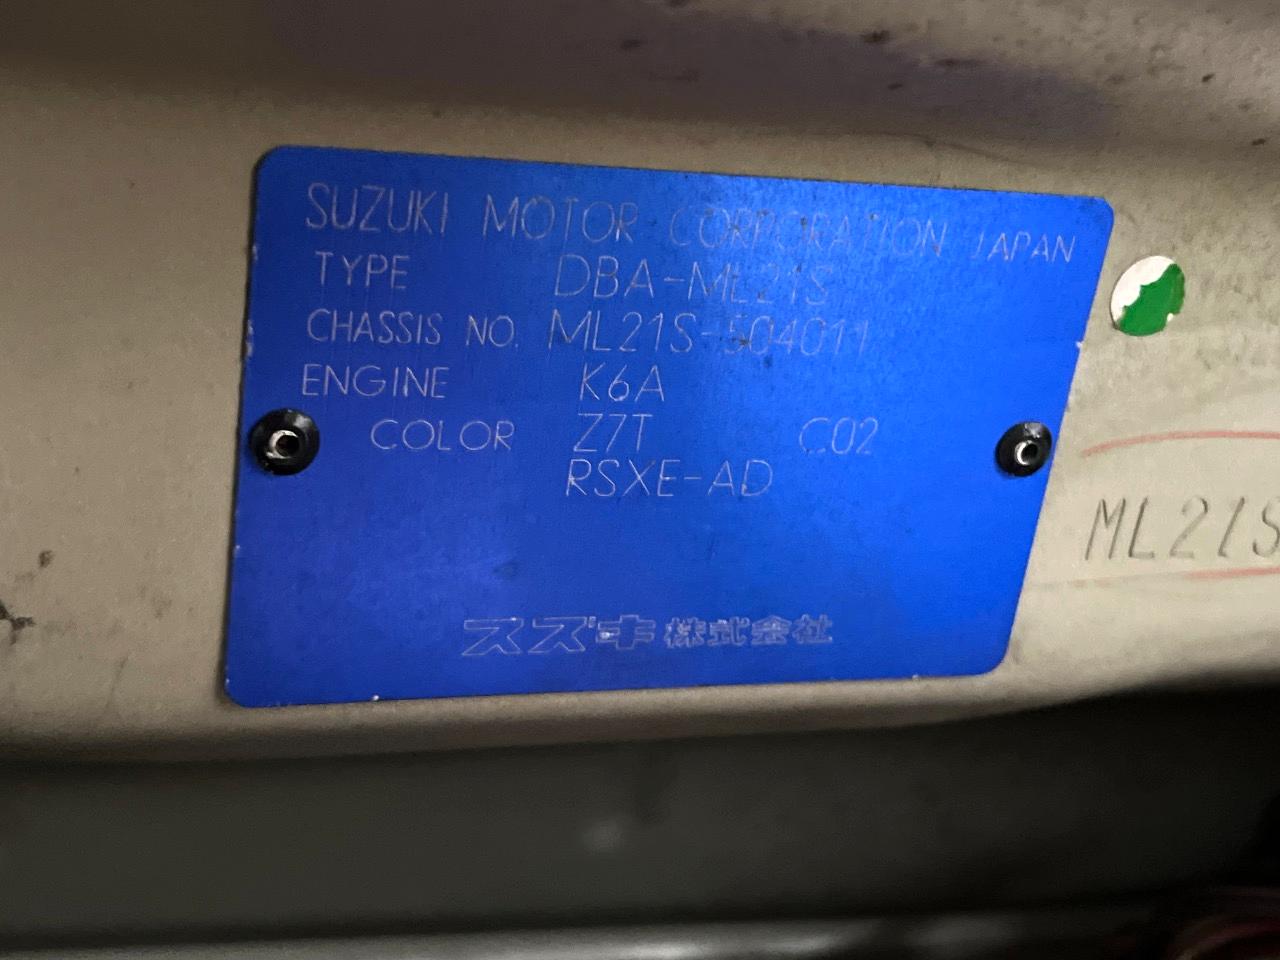 SUZUKI MOTOR CORPORATION JAPAN
TYPE DBA-ML21S
CHASSIS NO. ML21S-504011
ENGINE K6A
COLOR Z7T C02
RSXE-AD
スズキ株式会社
ML21S